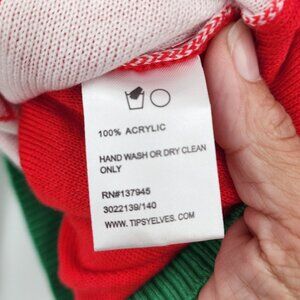 100% ACRYLIC
HAND WASH OR DRY CLEAN
ONLY
RN#137945
3022139/140
WWW.TIPSYELVES.COM